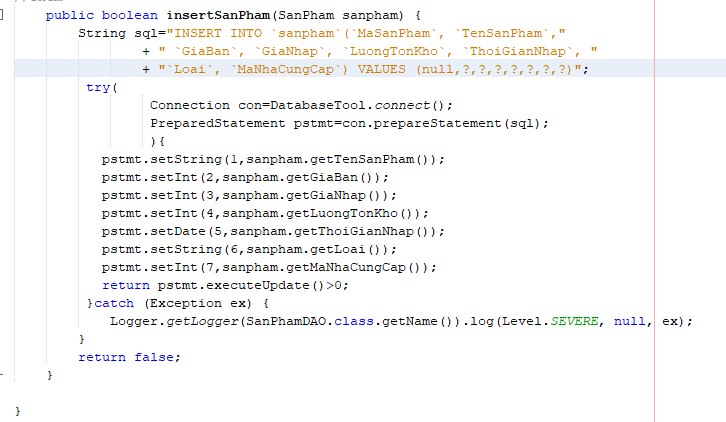 public boolean insertSanPham(SanPham sanpham) {
String sql="INSERT INTO `sanpham`(`MaSanPham`, `TenSanPham`,"
+ " `GiaBan`, `GiaNhap`, `LuongTonKho`, `ThoiGianNhap`, "
+ "`Loai`, `MaNhaCungCap`) VALUES (null,?,?,?,?,?,?,?)";
try(
Connection con=DatabaseTool.connect();
PreparedStatement pstmt=con.prepareStatement(sql);
){
pstmt.setString(1,sanpham.getTenSanPham());
pstmt.setInt(2,sanpham.getGiaBan());
pstmt.setInt(3,sanpham.getGiaNhap());
pstmt.setInt(4,sanpham.getLuongTonKho());
pstmt.setDate(5,sanpham.getThoiGianNhap());
pstmt.setString(6,sanpham.getLoai());
pstmt.setInt(7,sanpham.getMaNhaCungCap());
return pstmt.executeUpdate()>0;
}catch (Exception ex) {
Logger.getLogger(SanPhamDAO.class.getName()).log(Level.SEVERE, null, ex);
}
return false;
}
}